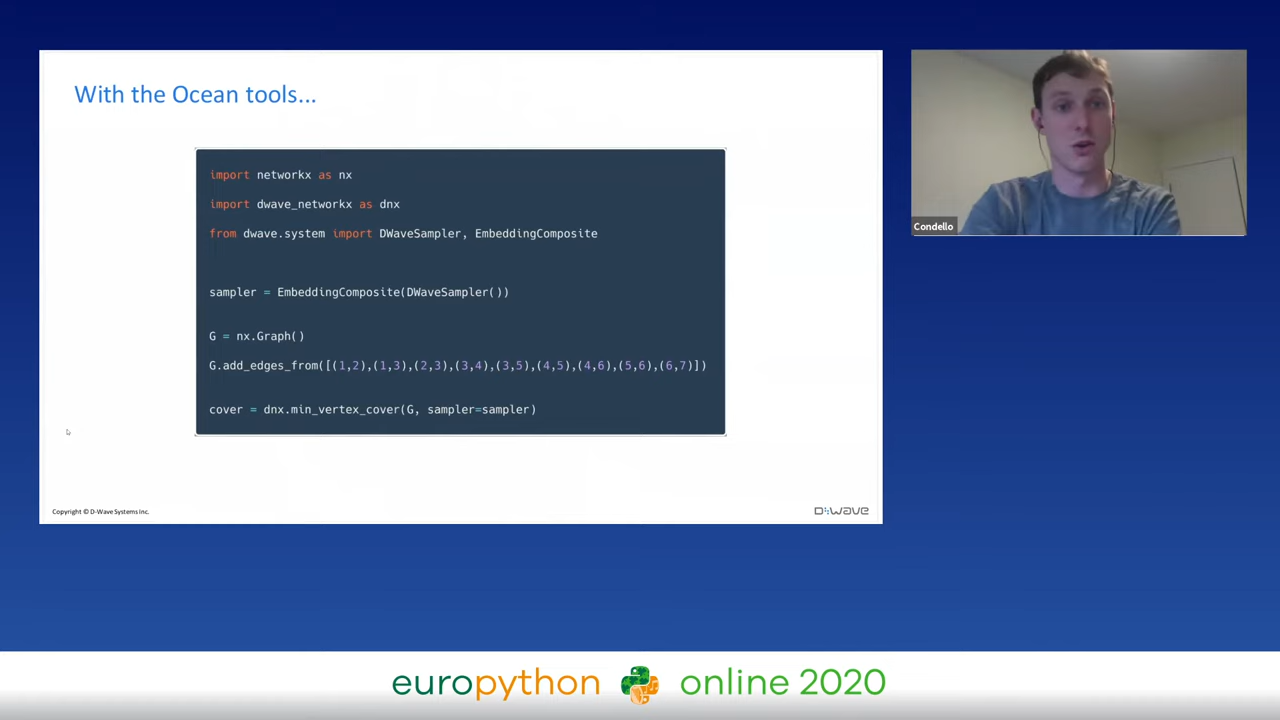 With the Ocean tools...
import networkx as nx
import dwave_networkx as dnx
from dwave.system import DWaveSampler, EmbeddingComposite
sampler = EmbeddingComposite(DWaveSampler())
G = nx.Graph()
G.add_edges_from([(1,2),(1,3),(2,3),(3,4),(3,5),(4,5),(4,6),(5,6),(6,7)])
cover = dnx.min_vertex_cover(G, sampler=sampler)
Copyright © D-Wave Systems Inc.
D:wave
Condello
europython online 2020